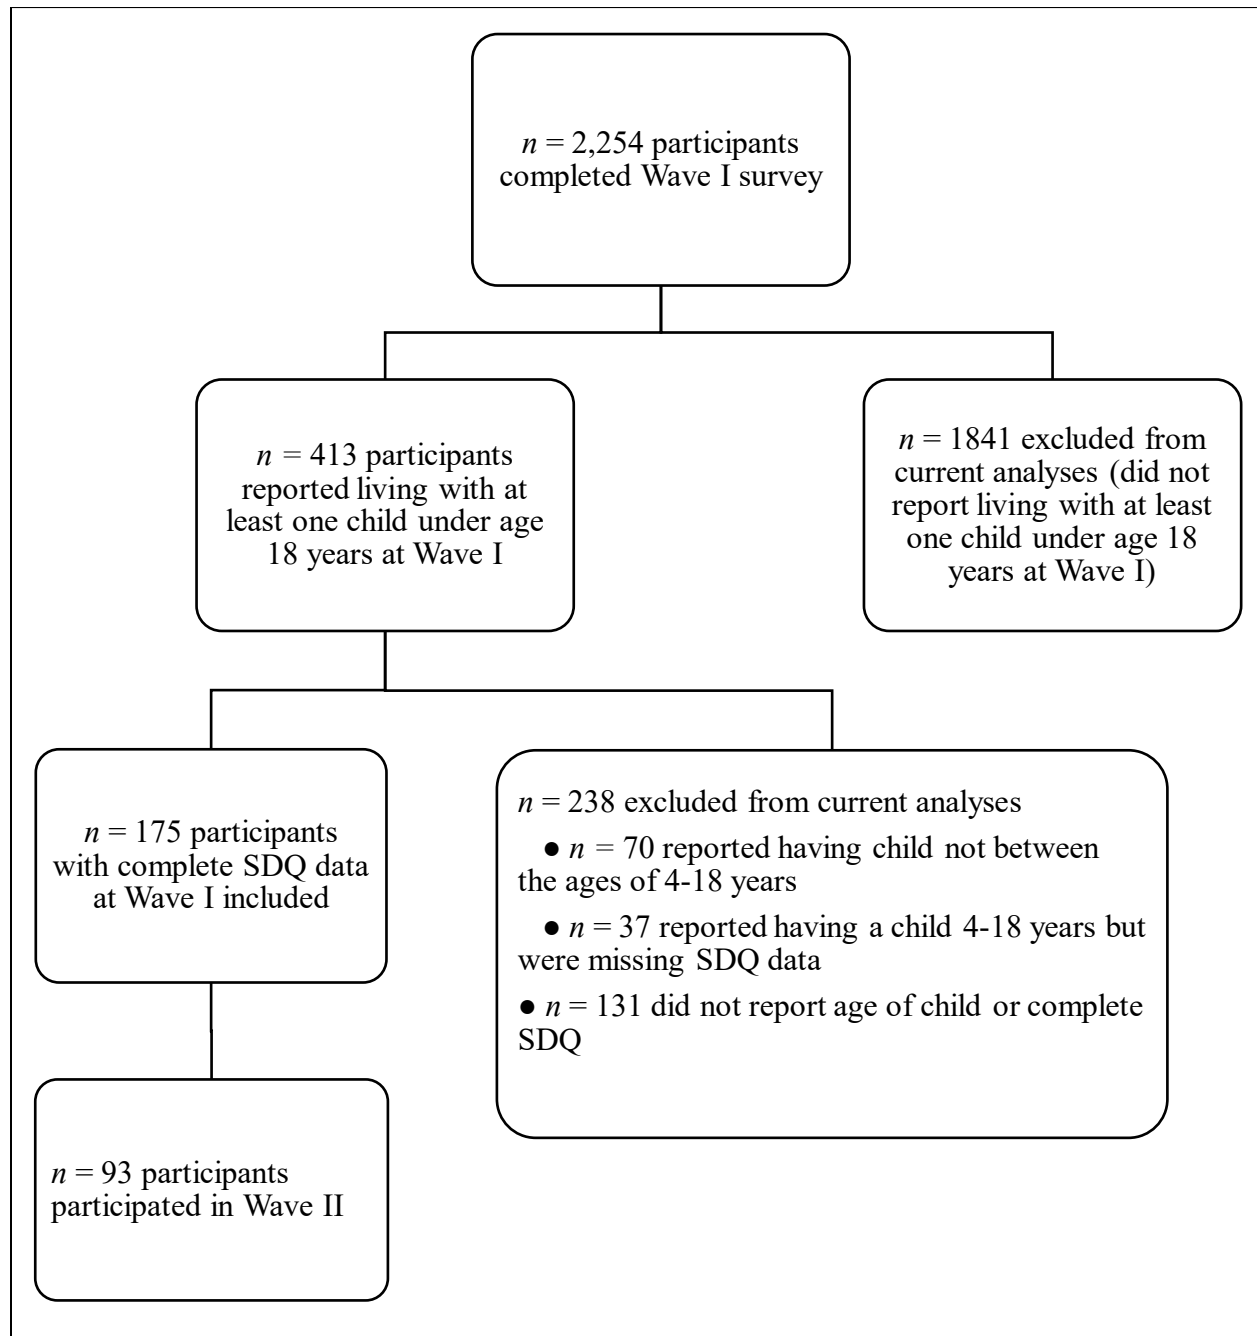 n = 2,254 participants
completed Wave I survey
n = 413 participants
reported living with at
least one child under age
18 years at Wave I
n = 1841 excluded from
current analyses (did not
report living with at least
one child under age 18
years at Wave I)
n = 175 participants
with complete SDQ data
at Wave I included
n = 238 excluded from current analyses
● n = 70 reported having child not between
the ages of 4-18 years
● n = 37 reported having a child 4-18 years but
were missing SDQ data
● n = 131 did not report age of child or complete
SDQ
n = 93 participants
participated in Wave II